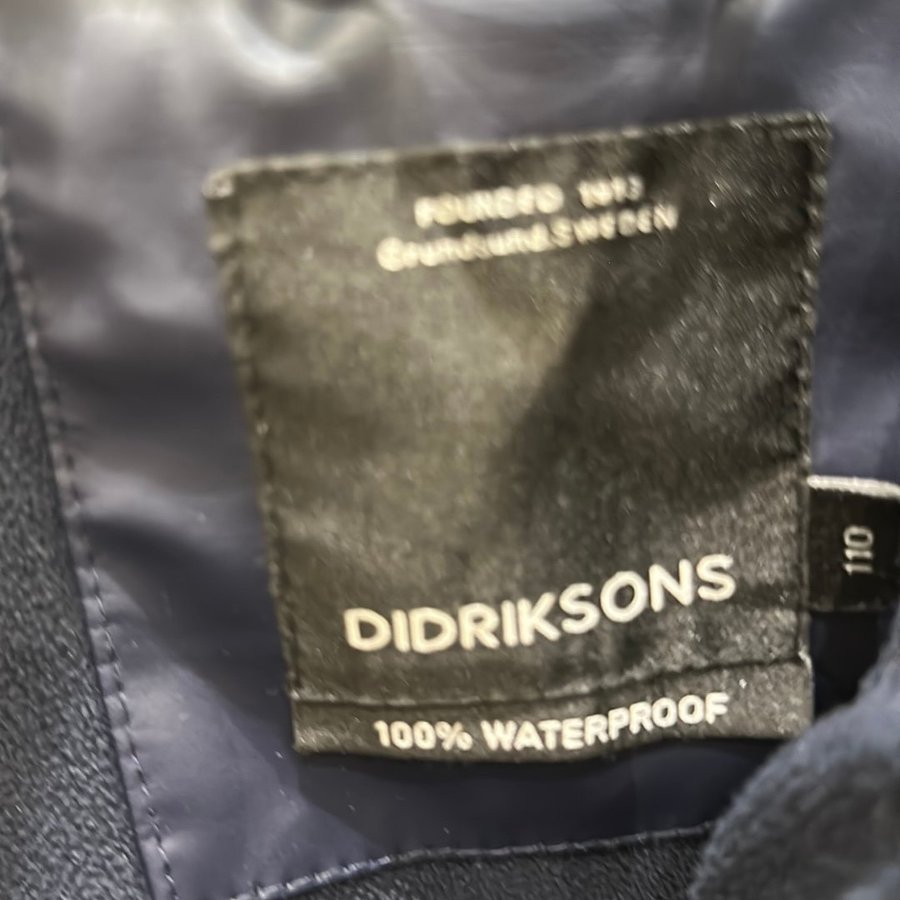 FOUNDED 1913
GRUNDSUND, SWEDEN
DIDRIKSONS
100% WATERPROOF
110